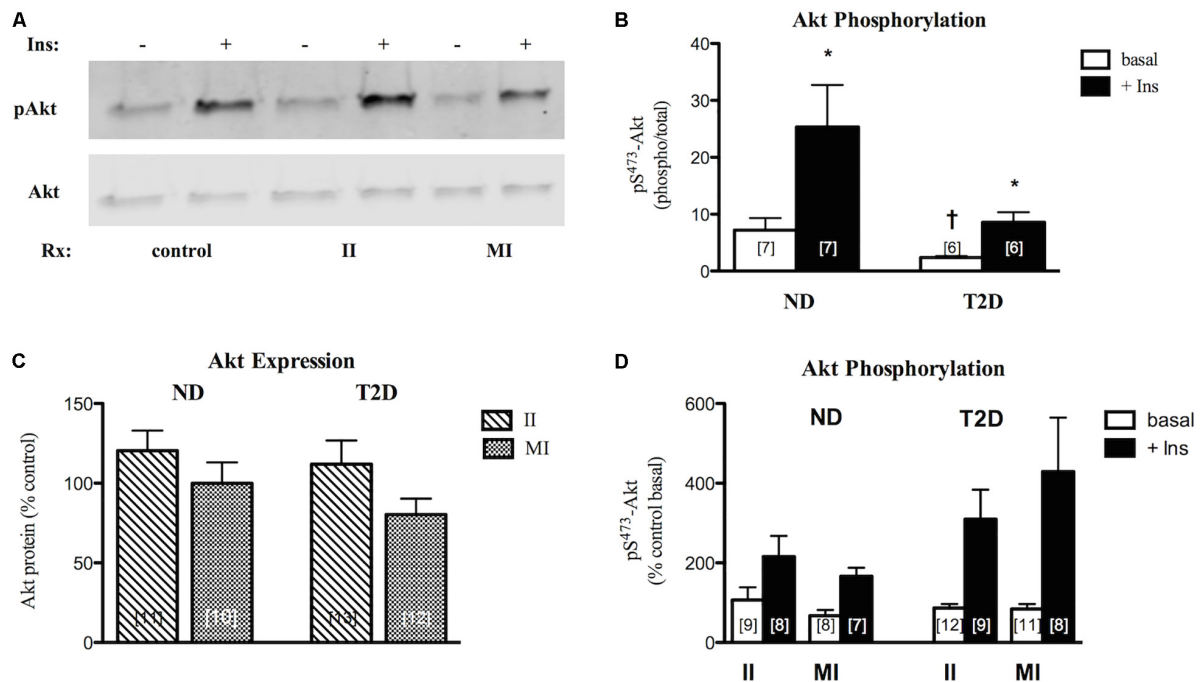 A
Ins: - + - + - +
pAkt
Akt
Rx: control II MI
B
Akt Phosphorylation
pS473-Akt
(phospho/total)
40
30
20
10
0
*
*
†
[7] [7] [6] [6]
ND T2D
basal
+ Ins
C
Akt Expression
ND T2D
Akt protein (% control)
150
100
50
0
[11] [10] [13] [12]
II
MI
D
Akt Phosphorylation
ND T2D
pS473-Akt
(% control basal)
600
400
200
0
[9] [8] [8] [7] [12] [9] [11] [8]
II MI II MI
basal
+ Ins